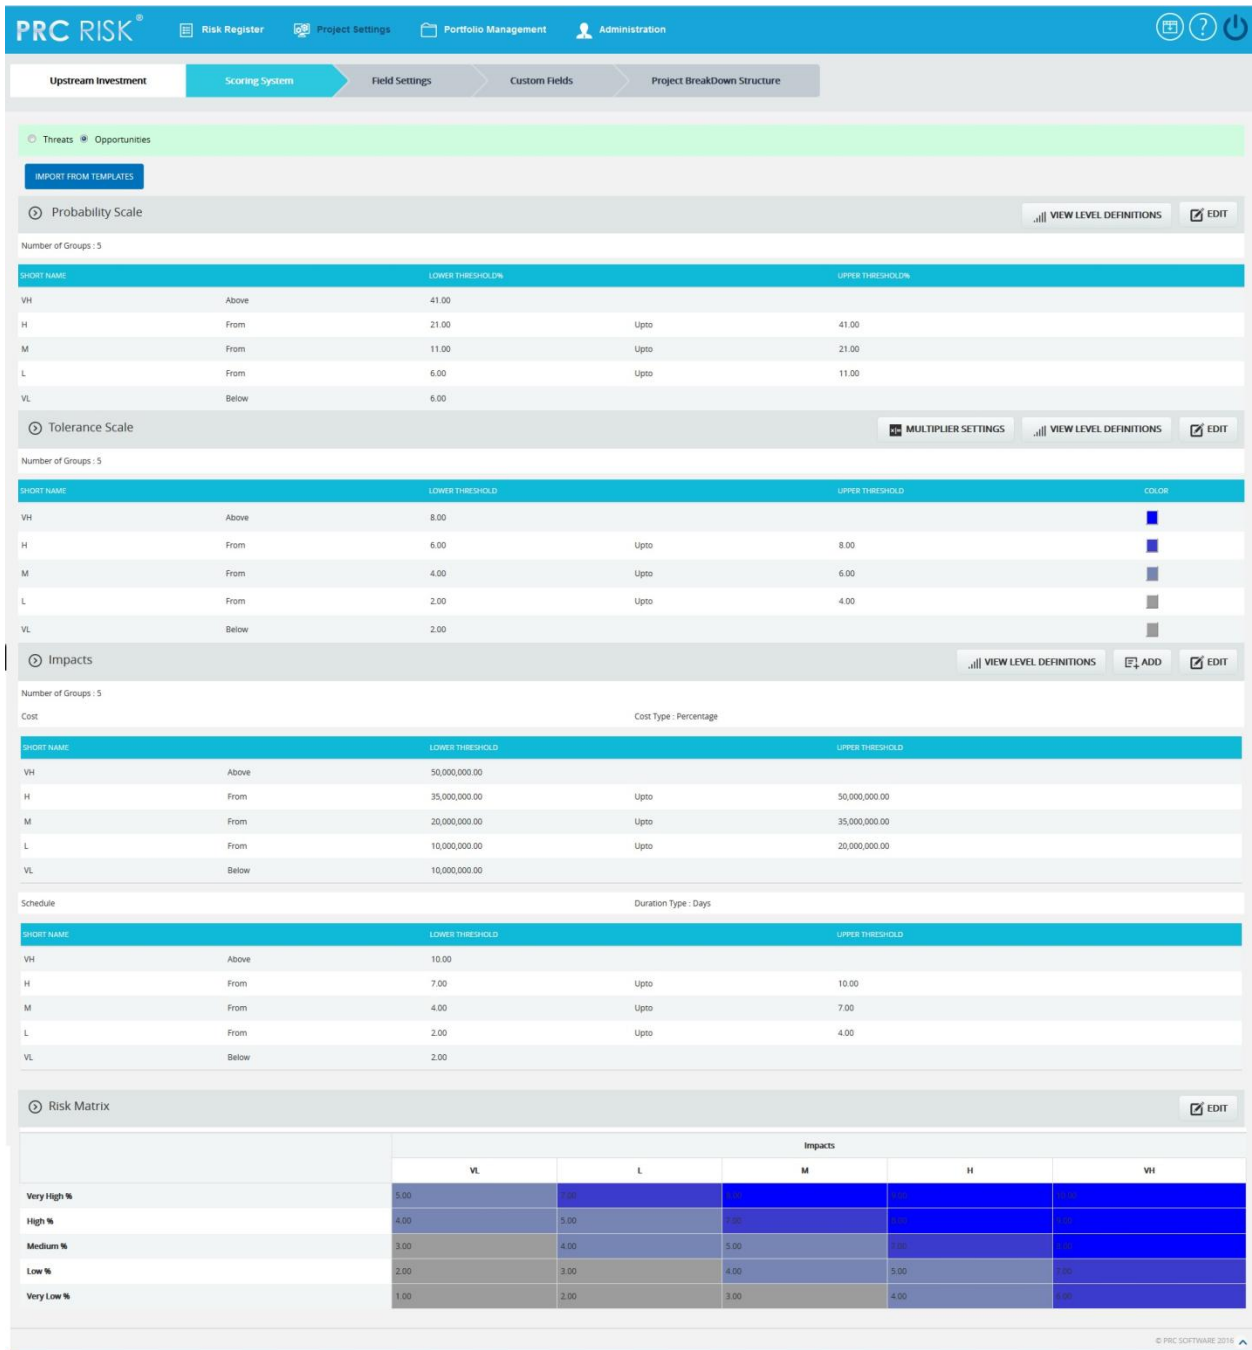 PRC RISK® Risk Register Project Settings Portfolio Management Administration
Upstream Investment Scoring System Field Settings Custom Fields Project BreakDown Structure
Threats Opportunities
IMPORT FROM TEMPLATES
Probability Scale VIEW LEVEL DEFINITIONS EDIT
Number of Groups : 5
SHORT NAME LOWER THRESHOLD% UPPER THRESHOLD%
VH Above 41.00
H From 21.00 Upto 41.00
M From 11.00 Upto 21.00
L From 6.00 Upto 11.00
VL Below 6.00
Tolerance Scale MULTIPLIER SETTINGS VIEW LEVEL DEFINITIONS EDIT
Number of Groups : 5
SHORT NAME LOWER THRESHOLD UPPER THRESHOLD COLOR
VH Above 8.00
H From 6.00 Upto 8.00
M From 4.00 Upto 6.00
L From 2.00 Upto 4.00
VL Below 2.00
Impacts VIEW LEVEL DEFINITIONS ADD EDIT
Number of Groups : 5
Cost Cost Type : Percentage
SHORT NAME LOWER THRESHOLD UPPER THRESHOLD
VH Above 50,000,000.00
H From 35,000,000.00 Upto 50,000,000.00
M From 20,000,000.00 Upto 35,000,000.00
L From 10,000,000.00 Upto 20,000,000.00
VL Below 10,000,000.00
Schedule Duration Type : Days
SHORT NAME LOWER THRESHOLD UPPER THRESHOLD
VH Above 10.00
H From 7.00 Upto 10.00
M From 4.00 Upto 7.00
L From 2.00 Upto 4.00
VL Below 2.00
Risk Matrix EDIT
Impacts
VL L M H VH
Very High % 5.00 7.00 10.00
High % 4.00 5.00 7.00
Medium % 3.00 4.00 5.00 7.00
Low % 2.00 3.00 4.00 5.00 7.00
Very Low % 1.00 2.00 3.00 4.00
© PRC SOFTWARE 2016